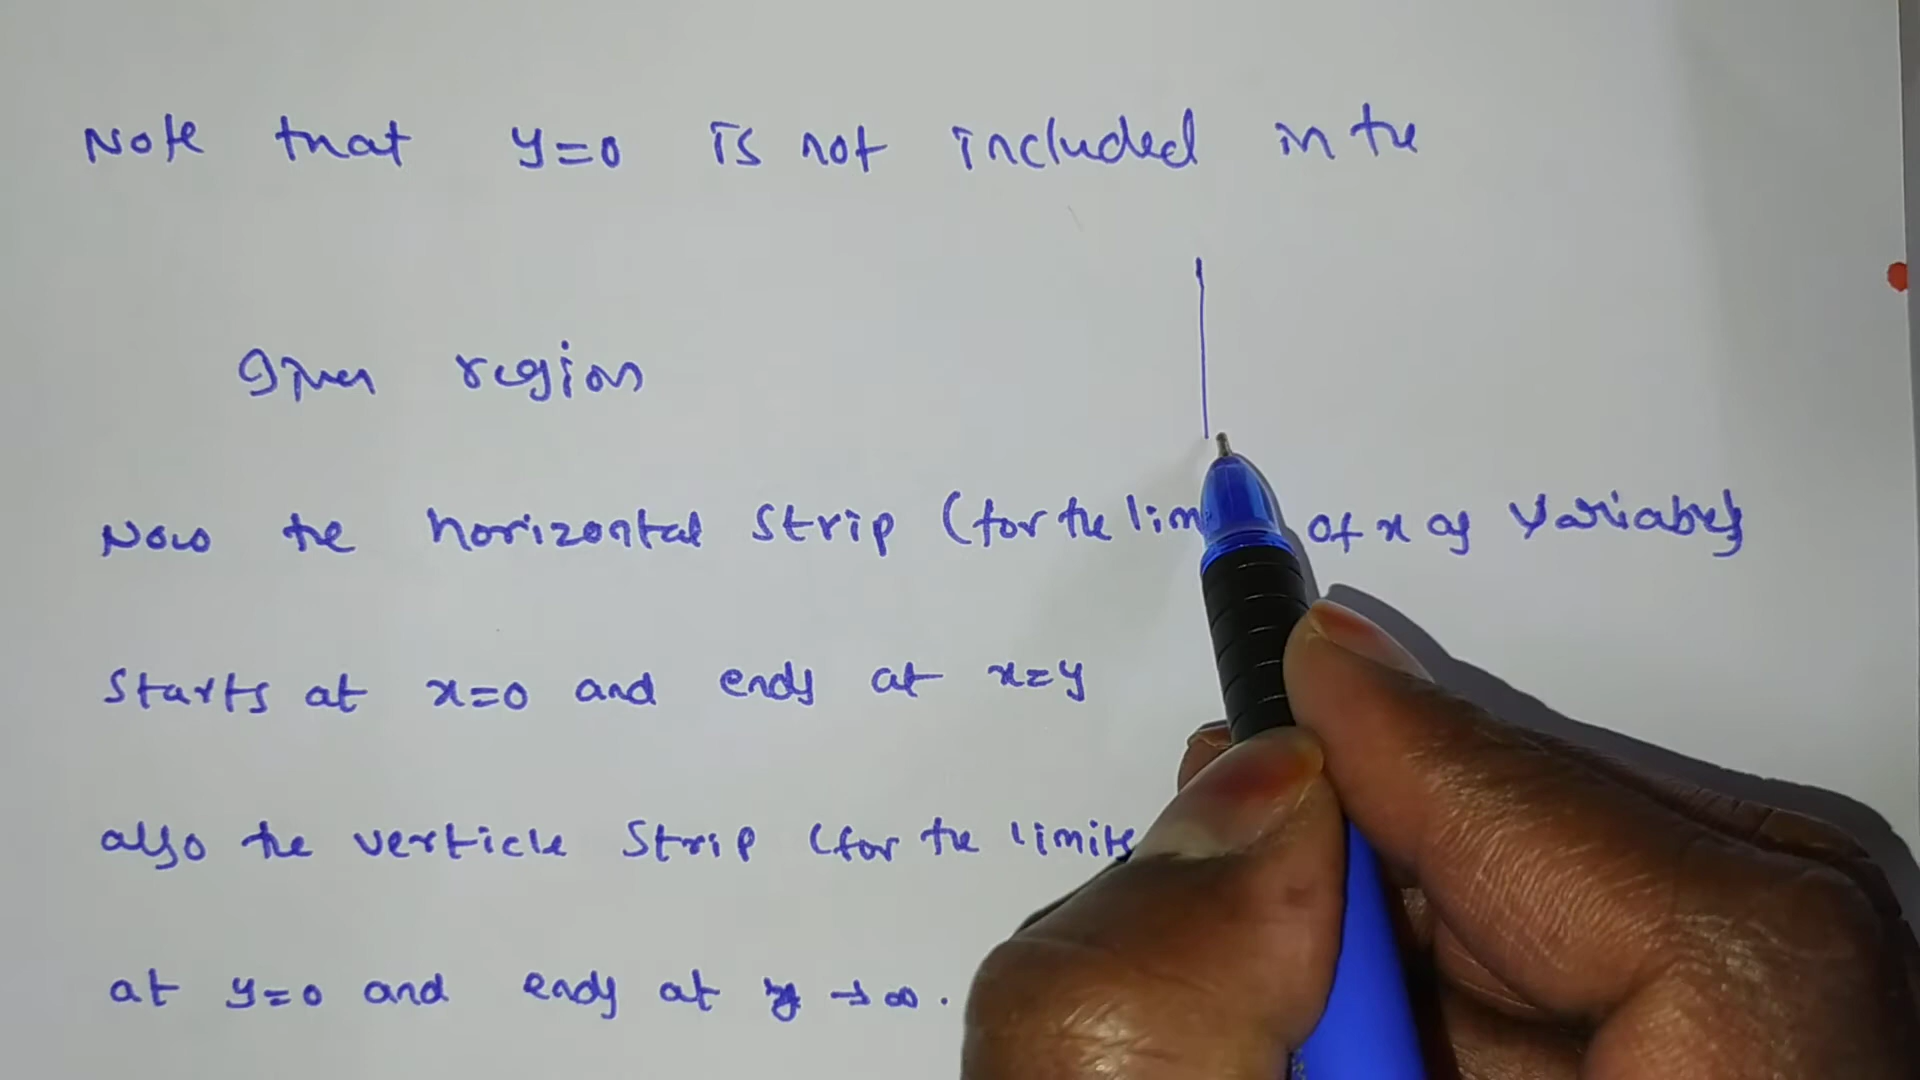 Note that y=0 is not included in the
given region
Now the horizontal strip (for the lim of x as variable)
starts at x=0 and ends at x=y
also the verticle strip (for the limits
at y=0 and ends at y → ∞.